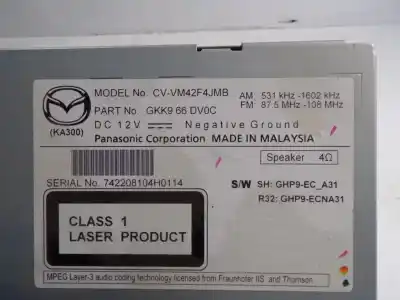 MODEL No. CV-VM42F4JMB
AM 531 kHz -1602 kHz
FM 87.5 MHz -108 MHz
PART No GKK9 66 DV0C
(KA300)
DC 12V Negative Ground
Panasonic Corporation MADE IN MALAYSIA
Speaker 4Ω
SERIAL No. 742208104H0114
S/W SH: GHP9-EC_A31
R32: GHP9-ECNA31
CLASS 1
LASER PRODUCT
MPEG Layer-3 audio coding technology licensed from Fraunhofer IIS and Thomson